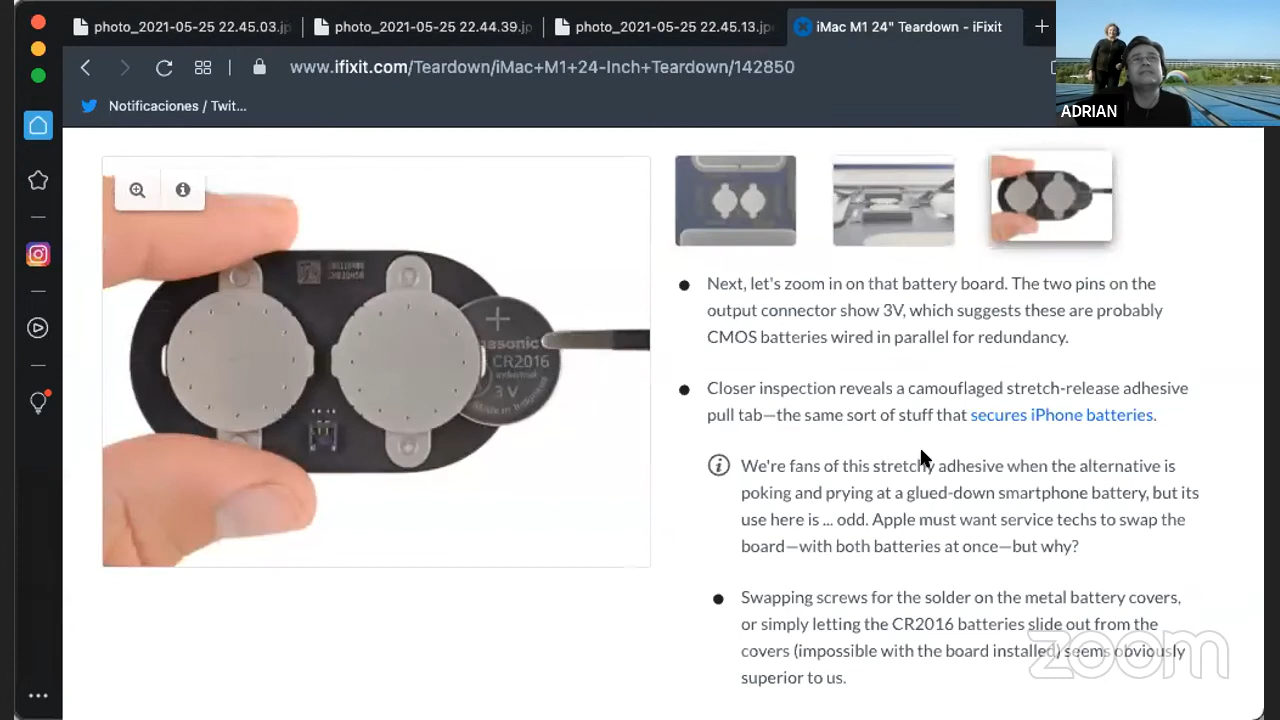 photo_2021-05-25 22.45.03.j
photo_2021-05-25 22.44.39.jp
photo_2021-05-25 22.45.13.jp
iMac M1 24" Teardown - iFixit
www.ifixit.com/Teardown/iMac+M1+24-Inch+Teardown/142850
ADRIAN
Notificaciones / Twit...
Panasonic
CR2016
Industrial
3 V
Made in Indonesia
Next, let's zoom in on that battery board. The two pins on the
output connector show 3V, which suggests these are probably
CMOS batteries wired in parallel for redundancy.
Closer inspection reveals a camouflaged stretch-release adhesive
pull tab—the same sort of stuff that secures iPhone batteries.
We're fans of this stretchy adhesive when the alternative is
poking and prying at a glued-down smartphone battery, but its
use here is ... odd. Apple must want service techs to swap the
board—with both batteries at once—but why?
Swapping screws for the solder on the metal battery covers,
or simply letting the CR2016 batteries slide out from the
covers (impossible with the board installed) seems obviously
superior to us.
zoom